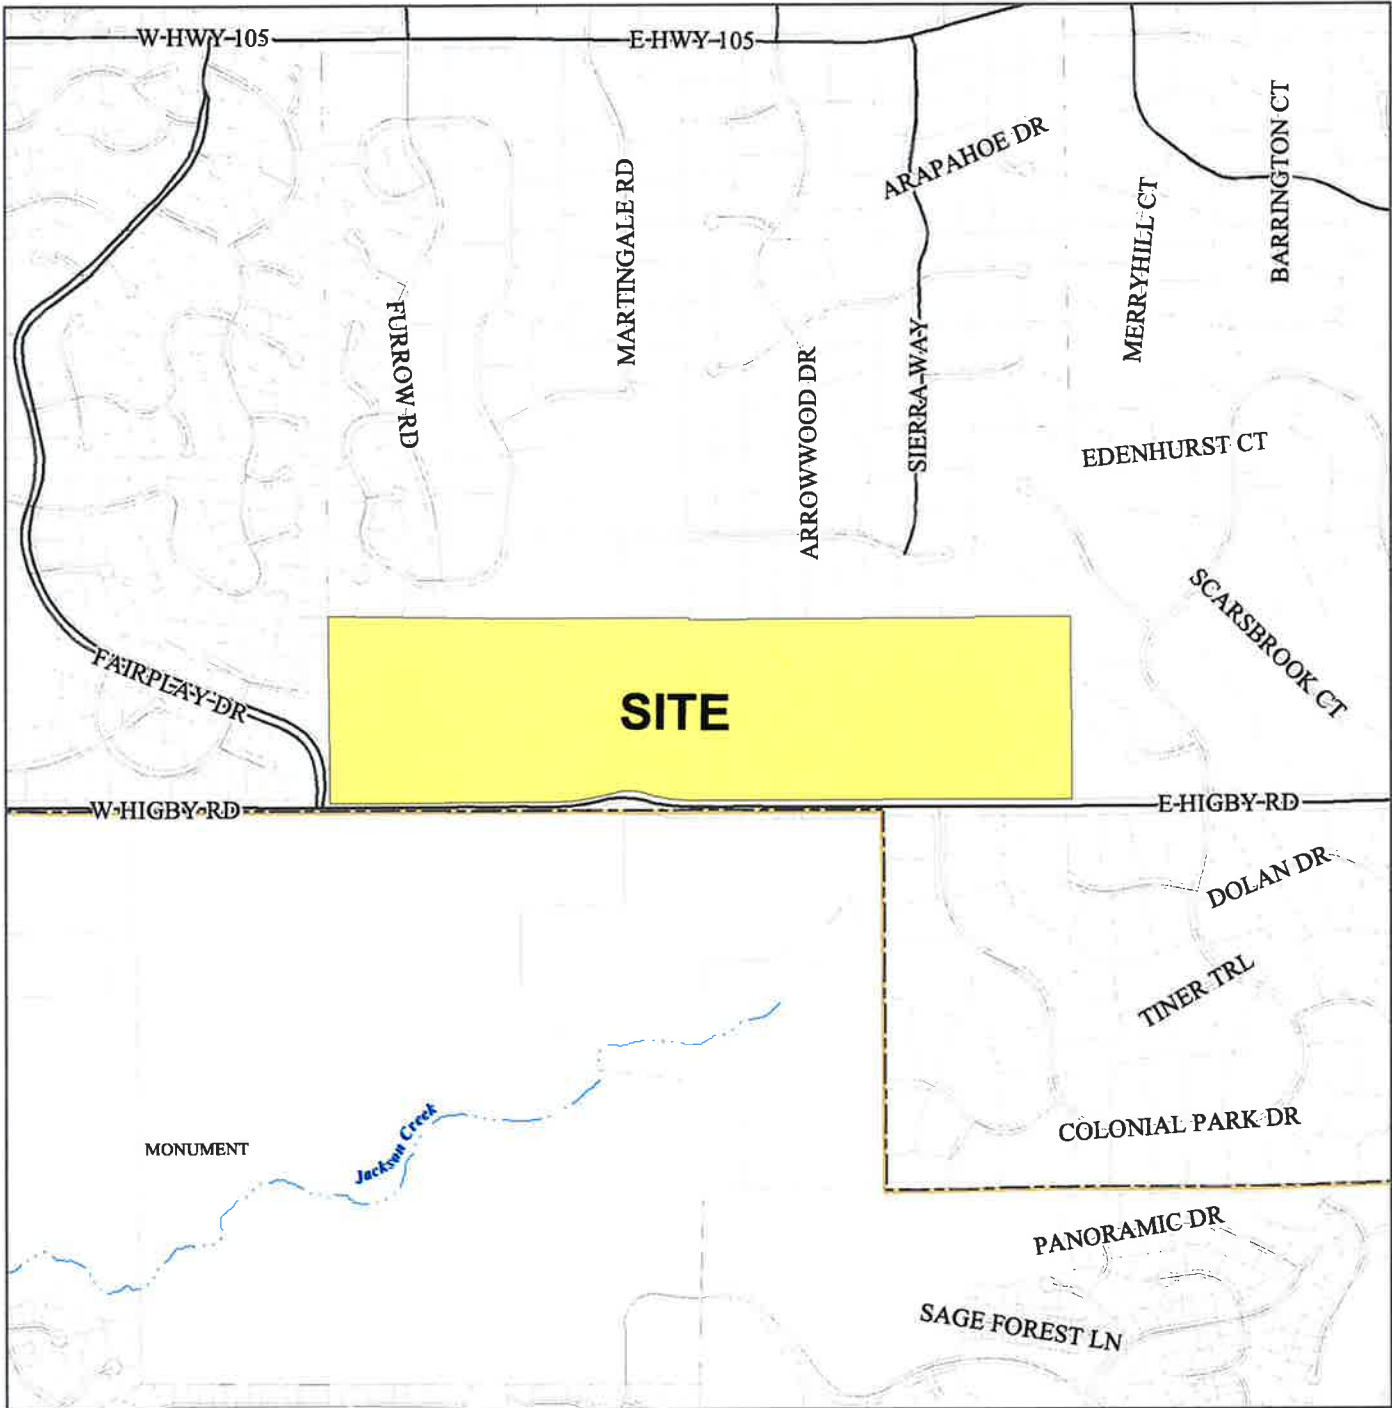 W HWY 105
E HWY 105
ARAPAHOE DR
BARRINGTON CT
MARTINGALE RD
MERRYHILL CT
FURROW RD
ARROWWOOD DR
SIERRA WAY
EDENHURST CT
SCARSBROOK CT
FAIRPLAY DR
SITE
W HIGBY RD
E HIGBY RD
DOLAN DR
TINER TRL
COLONIAL PARK DR
Jackson Creek
MONUMENT
PANORAMIC DR
SAGE FOREST LN